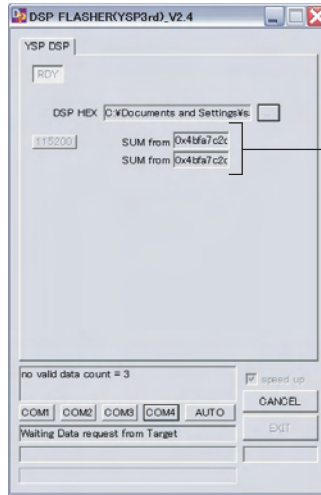 DSP FLASHER(YSP3rd)_V2.4
YSP DSP
RDY
DSP HEX C:¥Documents and Settings¥s ...
115200 SUM from 0x4bfa7c2c
SUM from 0x4bfa7c2c
no valid data count = 3
speed up
COM1 COM2 COM3 COM4 AUTO CANCEL
Waiting Data request from Target EXIT